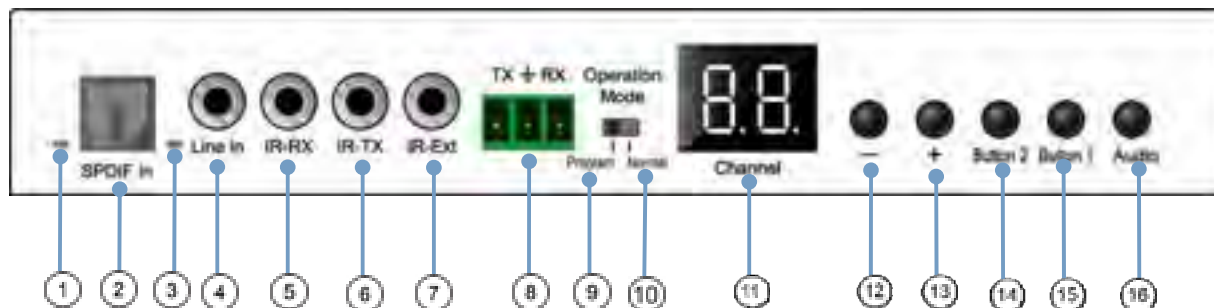 TX ⏚ RX Operation
Mode
8.8.
SPDIF In Line In IR-RX IR-TX IR-Ext
Program Normal
Channel
− + Button 2 Button 1 Audio
1 2 3 4 5 6 7 8 9 10 11 12 13 14 15 16